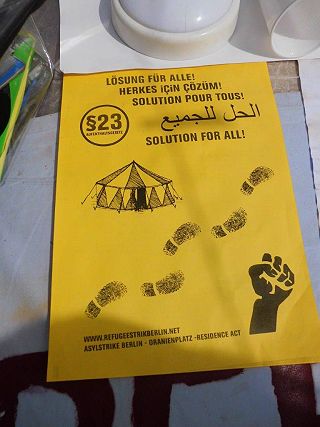 LÖSUNG FÜR ALLE!
HERKES İÇİN ÇÖZÜM!
SOLUTION POUR TOUS!
الحل للجميع
SOLUTION FOR ALL!
§23
AUFENTHALTSGESETZ
WWW.REFUGEESTRIKBERLIN.NET
ASYLSTRIKE BERLIN - ORANIENPLATZ -RESIDENCE ACT